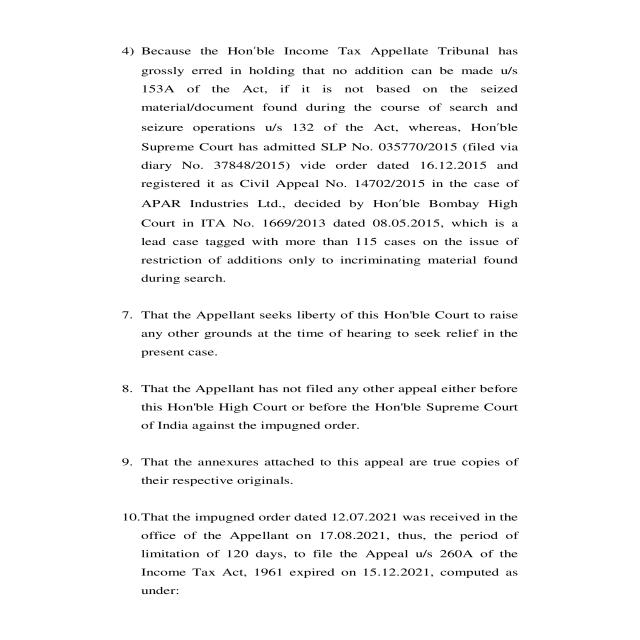 4) Because the Hon′ble Income Tax Appellate Tribunal has
grossly erred in holding that no addition can be made u/s
153A of the Act, if it is not based on the seized
material/document found during the course of search and
seizure operations u/s 132 of the Act, whereas, Hon′ble
Supreme Court has admitted SLP No. 035770/2015 (filed via
diary No. 37848/2015) vide order dated 16.12.2015 and
registered it as Civil Appeal No. 14702/2015 in the case of
APAR Industries Ltd., decided by Hon′ble Bombay High
Court in ITA No. 1669/2013 dated 08.05.2015, which is a
lead case tagged with more than 115 cases on the issue of
restriction of additions only to incriminating material found
during search.
7. That the Appellant seeks liberty of this Hon'ble Court to raise
any other grounds at the time of hearing to seek relief in the
present case.
8. That the Appellant has not filed any other appeal either before
this Hon'ble High Court or before the Hon'ble Supreme Court
of India against the impugned order.
9. That the annexures attached to this appeal are true copies of
their respective originals.
10.That the impugned order dated 12.07.2021 was received in the
office of the Appellant on 17.08.2021, thus, the period of
limitation of 120 days, to file the Appeal u/s 260A of the
Income Tax Act, 1961 expired on 15.12.2021, computed as
under: